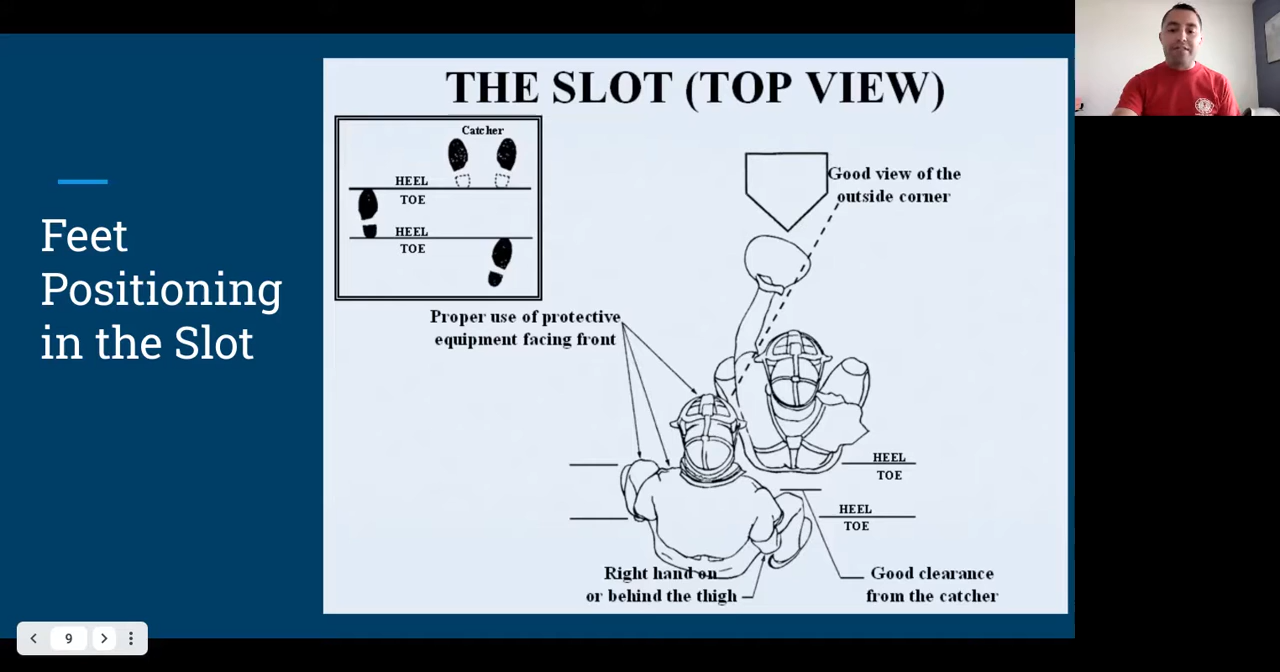 Feet
Positioning
in the Slot
THE SLOT (TOP VIEW)
Catcher
HEEL
TOE
HEEL
TOE
Good view of the
outside corner
Proper use of protective
equipment facing front
HEEL
TOE
HEEL
TOE
Right hand on
or behind the thigh
Good clearance
from the catcher
9